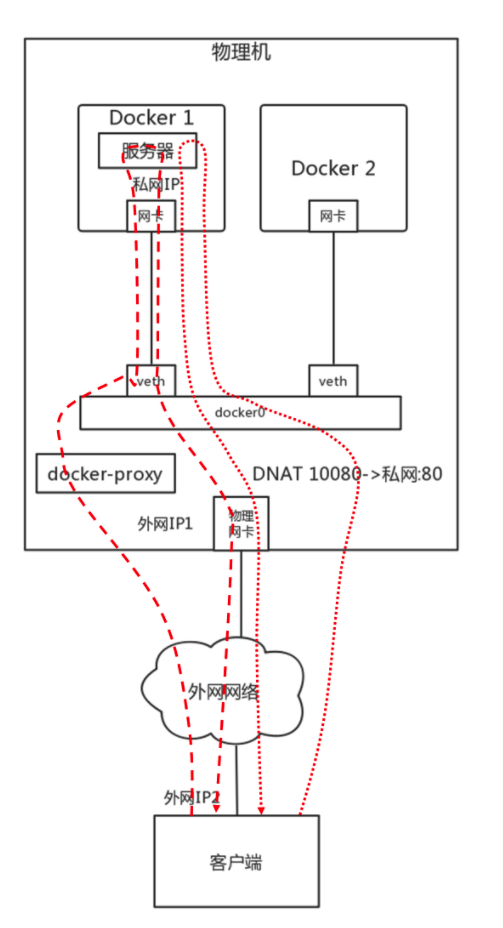 物理机
Docker 1
服务器
私网IP
网卡
Docker 2
网卡
veth
veth
docker0
docker-proxy
DNAT 10080->私网:80
外网IP1
物理
网卡
外网网络
外网IP2
客户端